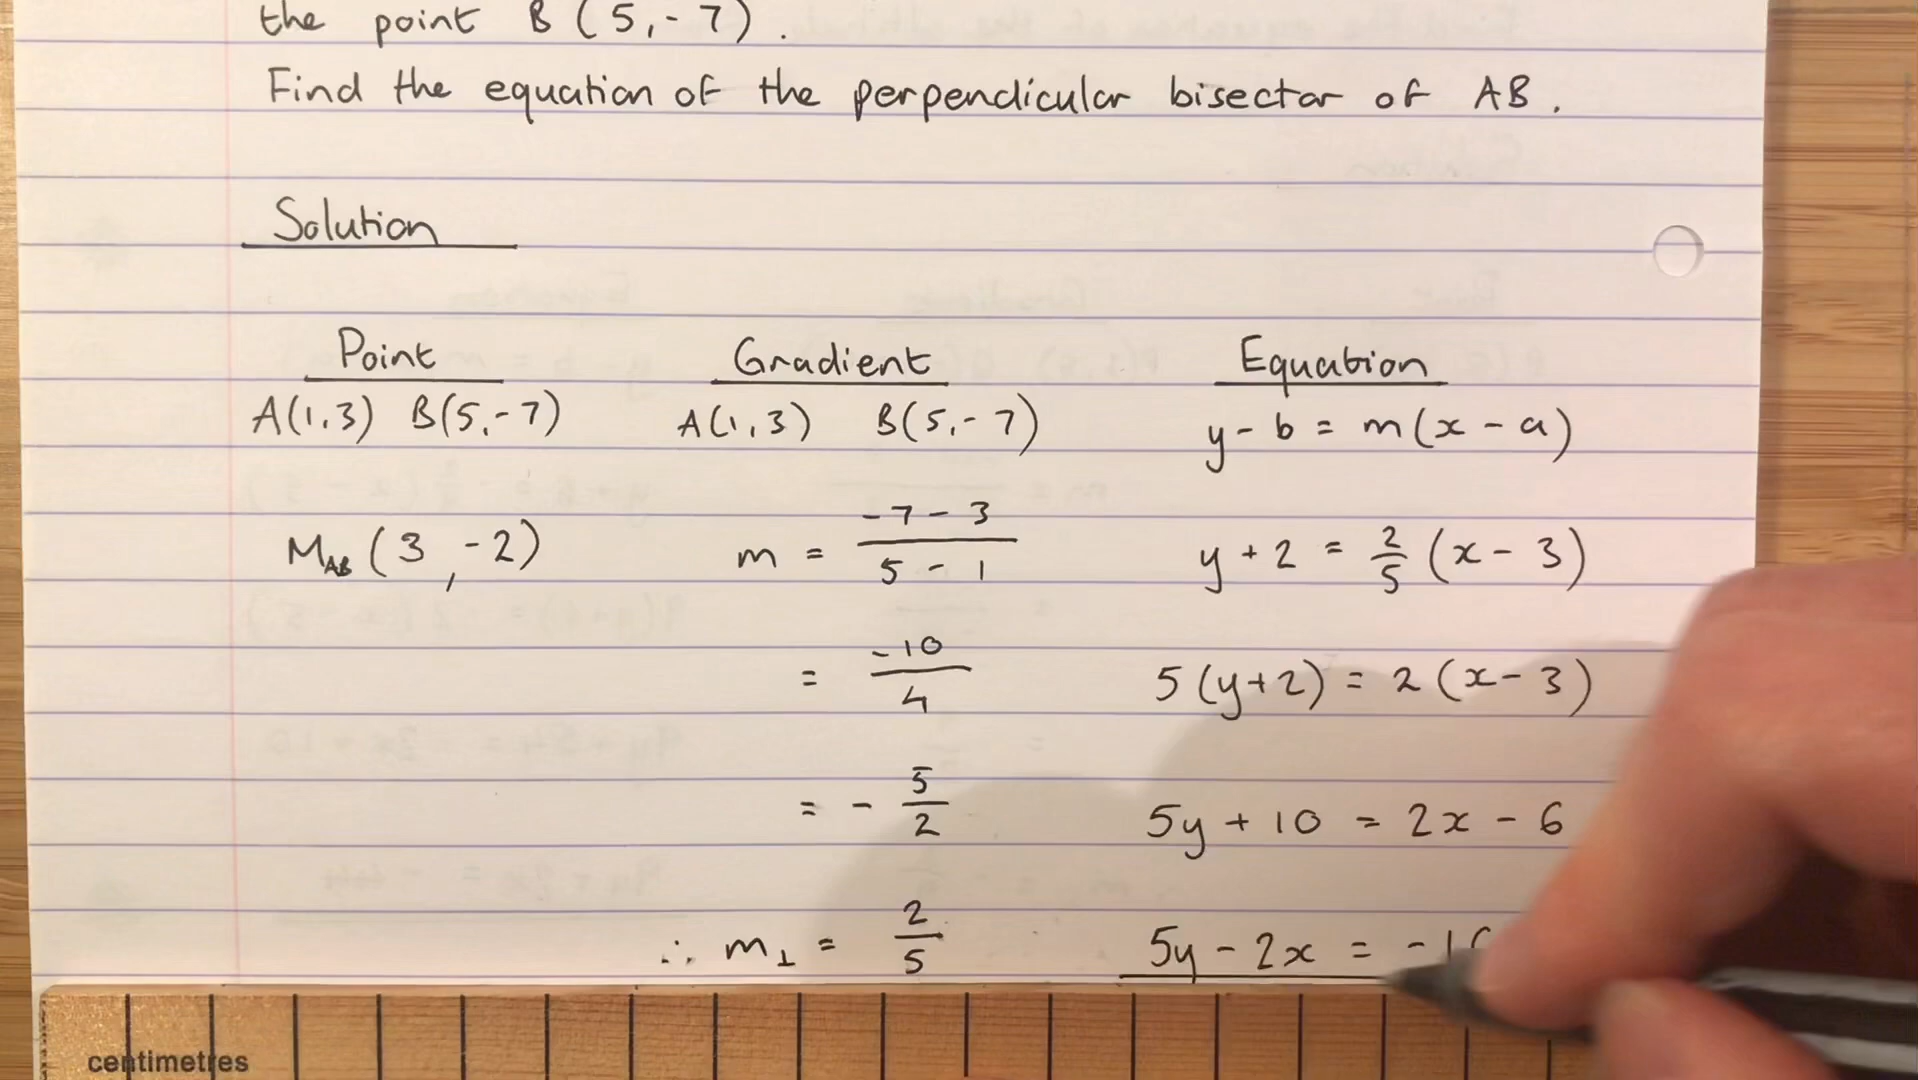 the point B (5,-7).
Find the equation of the perpendicular bisector of AB.
Solution
Point
A(1,3) B(5,-7)
M_AB (3,-2)
Gradient
A(1,3) B(5,-7)
m = (-7-3)/(5-1)
= -10/4
= -5/2
∴ m⊥ = 2/5
Equation
y-b = m(x-a)
y+2 = 2/5 (x-3)
5(y+2) = 2(x-3)
5y+10 = 2x-6
5y-2x = -1
centimetres